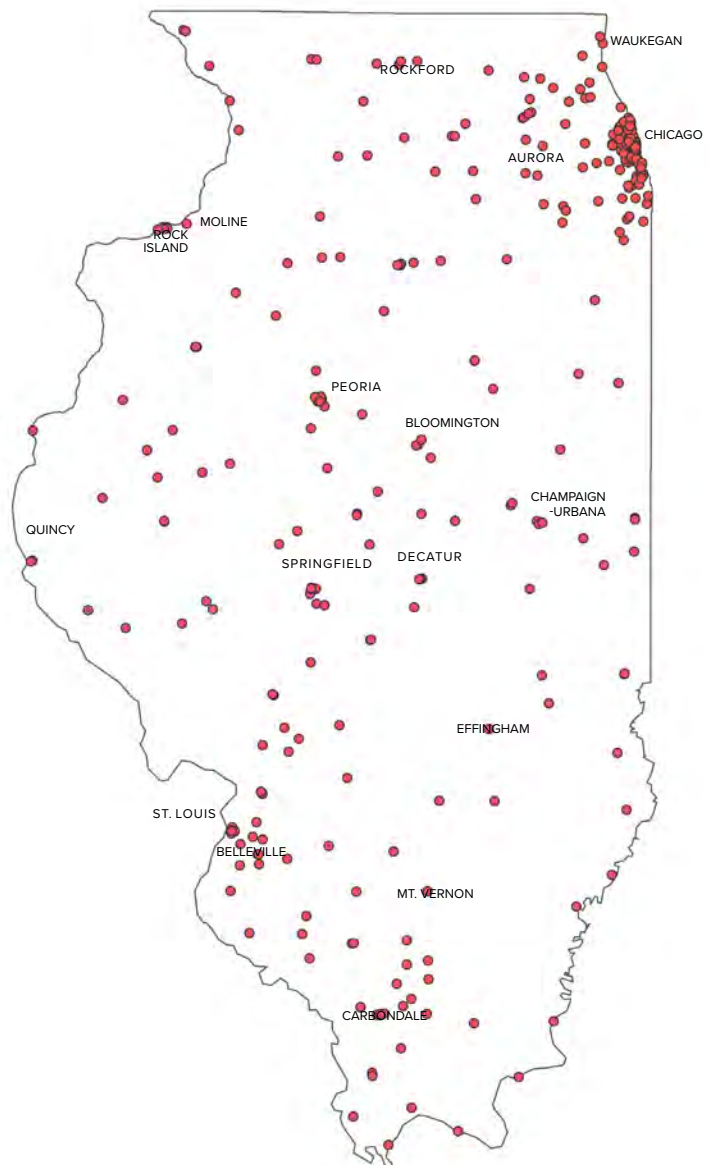 WAUKEGAN
ROCKFORD
CHICAGO
AURORA
MOLINE
ROCK
ISLAND
PEORIA
BLOOMINGTON
CHAMPAIGN
-URBANA
QUINCY
DECATUR
SPRINGFIELD
EFFINGHAM
ST. LOUIS
BELLEVILLE
MT. VERNON
CARBONDALE